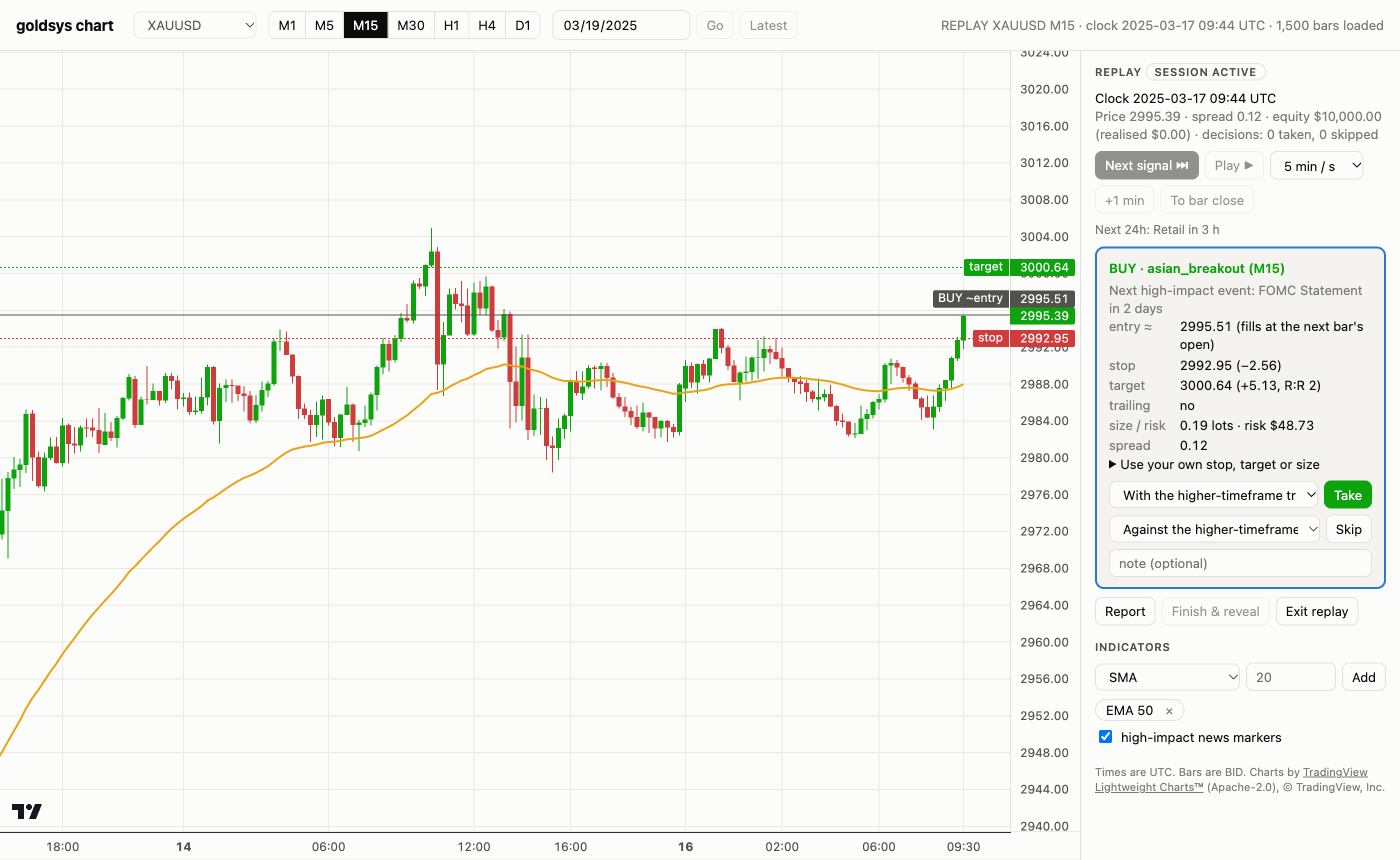 goldsys chart
XAUUSD
M1 M5 M15 M30 H1 H4 D1
03/19/2025
Go
Latest
REPLAY XAUUSD M15 · clock 2025-03-17 09:44 UTC · 1,500 bars loaded
3024.00
3020.00
3016.00
3012.00
3008.00
3004.00
target 3000.64
BUY ~entry 2995.51
2995.39
stop 2992.95
2992.00
2988.00
2984.00
2980.00
2976.00
2972.00
2968.00
2964.00
2960.00
2956.00
2952.00
2948.00
2944.00
2940.00
18:00 14 06:00 12:00 16:00 16 02:00 06:00 09:30
REPLAY SESSION ACTIVE
Clock 2025-03-17 09:44 UTC
Price 2995.39 · spread 0.12 · equity $10,000.00
(realised $0.00) · decisions: 0 taken, 0 skipped
Next signal ⏭ Play ▶ 5 min / s
+1 min To bar close
Next 24h: Retail in 3 h
BUY · asian_breakout (M15)
Next high-impact event: FOMC Statement
in 2 days
entry ≈ 2995.51 (fills at the next bar's
open)
stop 2992.95 (−2.56)
target 3000.64 (+5.13, R:R 2)
trailing no
size / risk 0.19 lots · risk $48.73
spread 0.12
▶ Use your own stop, target or size
With the higher-timeframe tr Take
Against the higher-timeframe Skip
note (optional)
Report Finish & reveal Exit replay
INDICATORS
SMA 20 Add
EMA 50 ×
high-impact news markers
Times are UTC. Bars are BID. Charts by TradingView
Lightweight Charts™ (Apache-2.0), © TradingView, Inc.